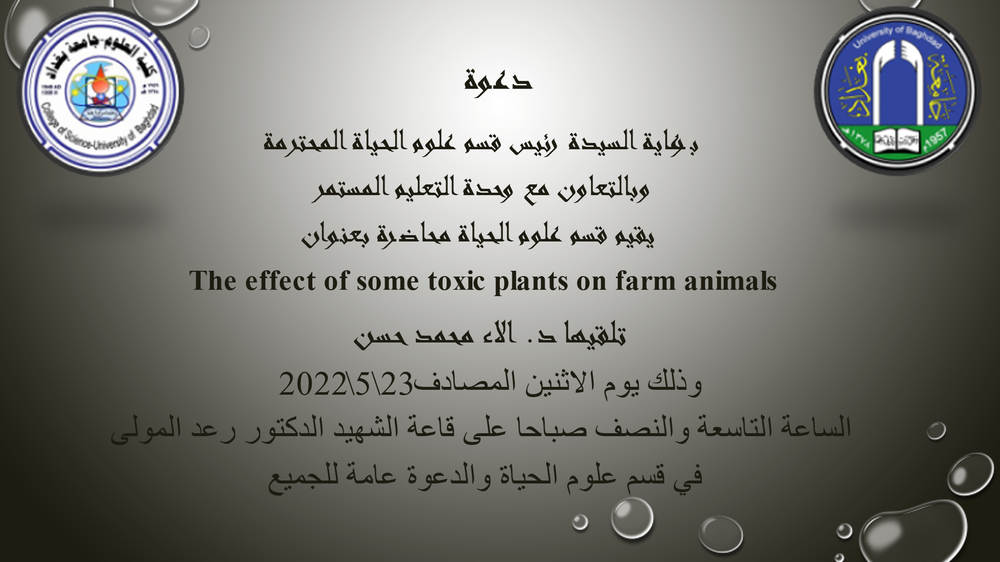 كلية العلوم-جامعة بغداد
College of Science-University of Baghdad
University of Baghdad
جامعة بغداد
١٣٧٨هـ
1957م
دعوة
برعاية السيدة رئيس قسم علوم الحياة المحترمة
وبالتعاون مع وحدة التعليم المستمر
يقيم قسم علوم الحياة محاضرة بعنوان
The effect of some toxic plants on farm animals
تلقيها د. الاء محمد حسن
وذلك يوم الاثنين المصادف23\5\2022
الساعة التاسعة والنصف صباحا على قاعة الشهيد الدكتور رعد المولى
في قسم علوم الحياة والدعوة عامة للجميع